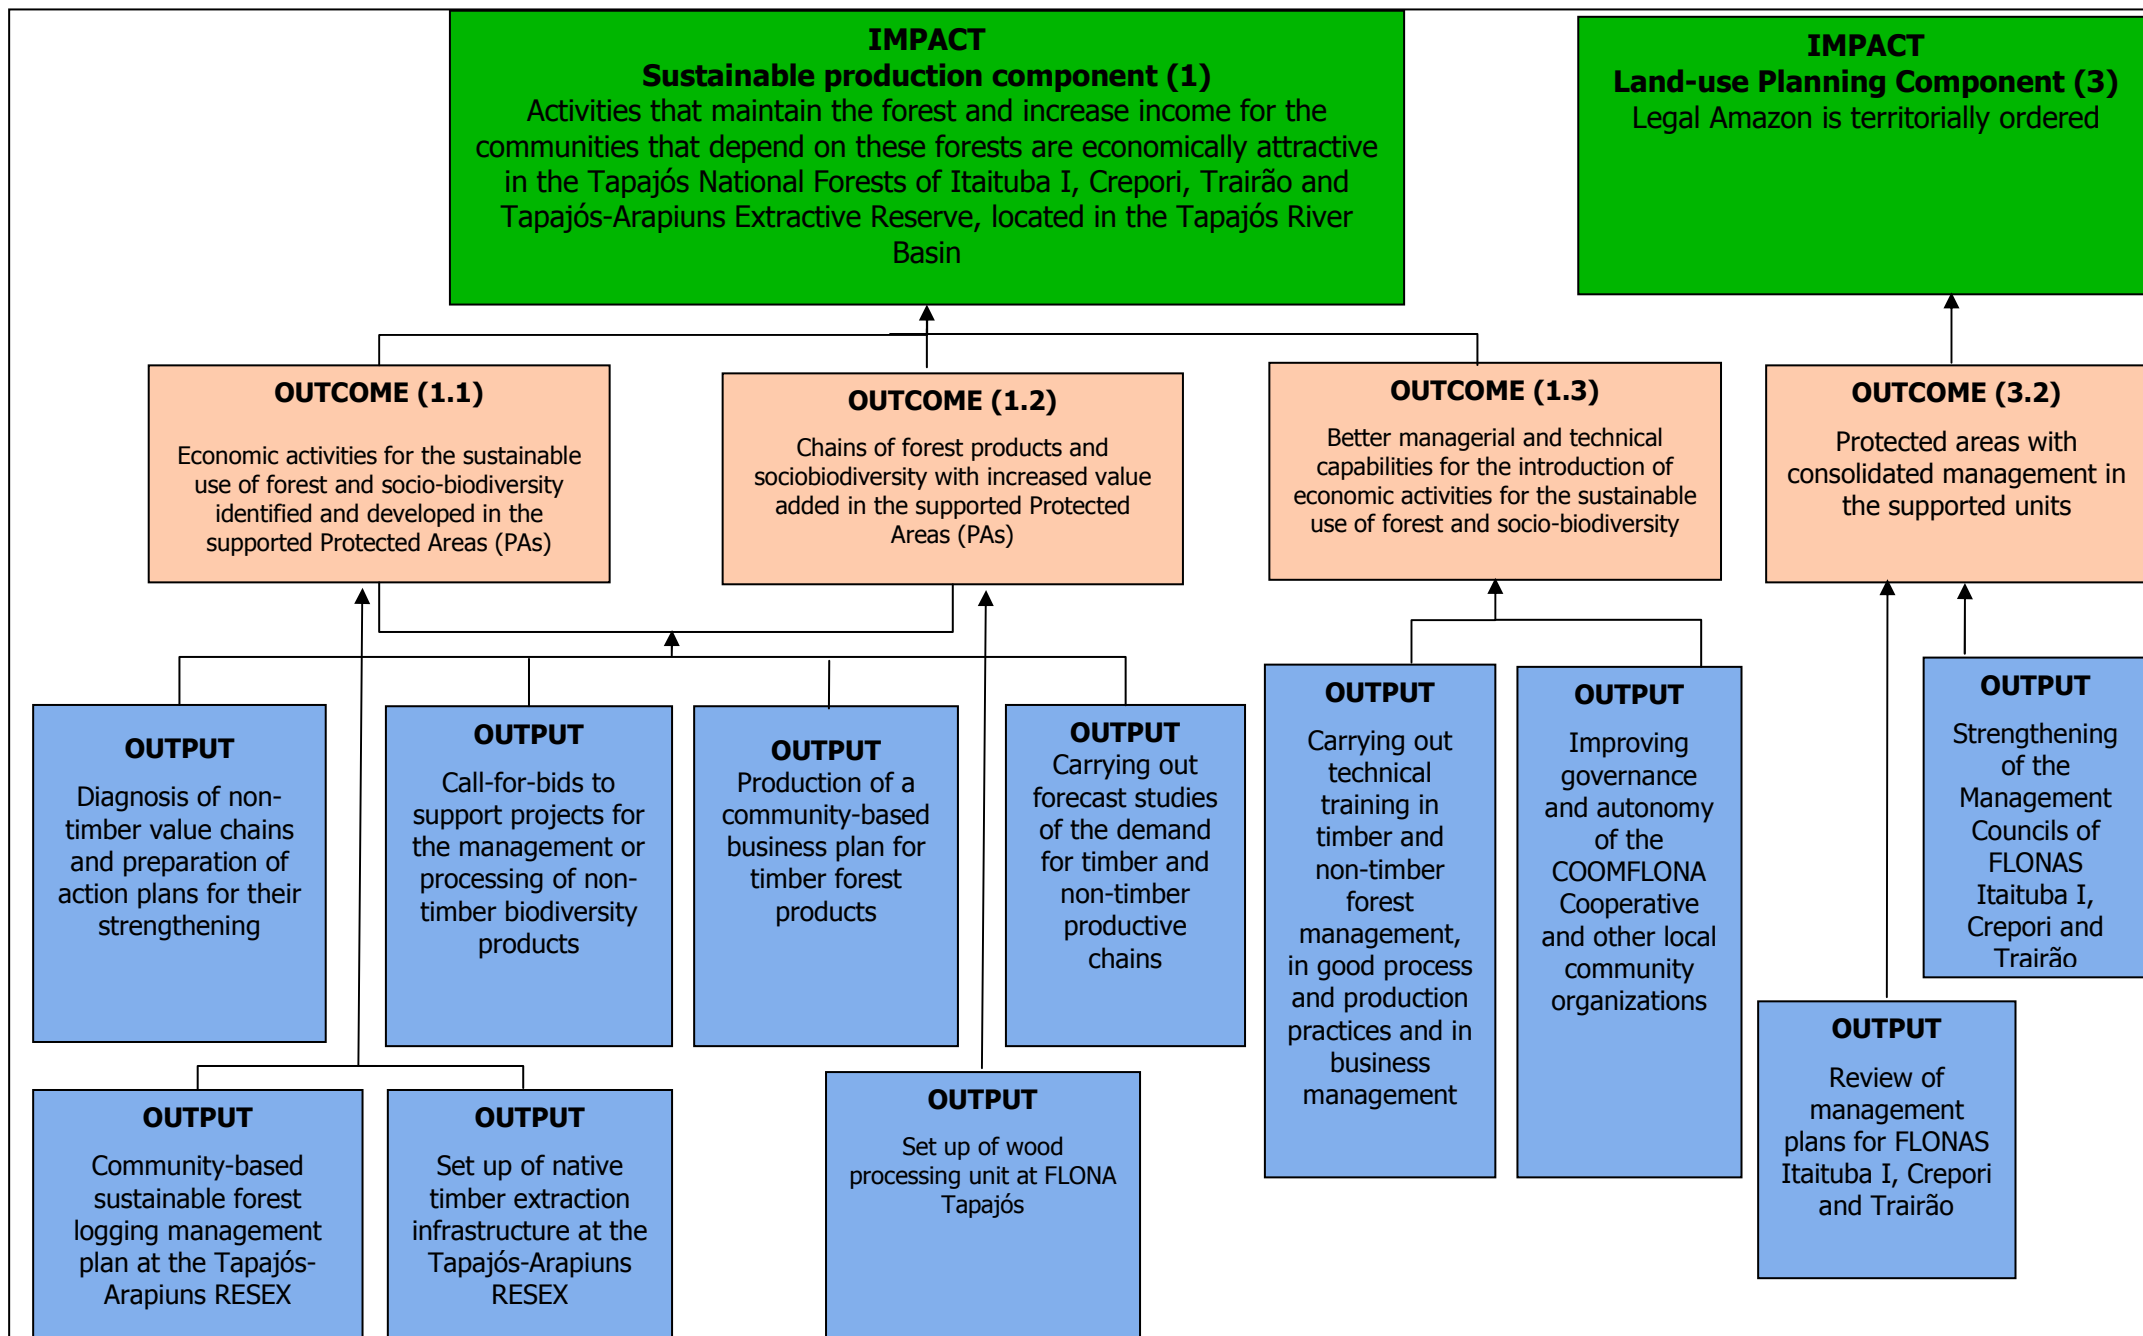 IMPACT
Sustainable production component (1)
Activities that maintain the forest and increase income for the
communities that depend on these forests are economically attractive
in the Tapajós National Forests of Itaituba I, Crepori, Trairão and
Tapajós-Arapiuns Extractive Reserve, located in the Tapajós River
Basin
IMPACT
Land-use Planning Component (3)
Legal Amazon is territorially ordered
OUTCOME (1.1)
Economic activities for the sustainable
use of forest and socio-biodiversity
identified and developed in the
supported Protected Areas (PAs)
OUTCOME (1.2)
Chains of forest products and
sociobiodiversity with increased value
added in the supported Protected
Areas (PAs)
OUTCOME (1.3)
Better managerial and technical
capabilities for the introduction of
economic activities for the sustainable
use of forest and socio-biodiversity
OUTCOME (3.2)
Protected areas with
consolidated management in
the supported units
OUTPUT
Diagnosis of non-
timber value chains
and preparation of
action plans for their
strengthening
OUTPUT
Call-for-bids to
support projects for
the management or
processing of non-
timber biodiversity
products
OUTPUT
Production of a
community-based
business plan for
timber forest
products
OUTPUT
Carrying out
forecast studies
of the demand
for timber and
non-timber
productive
chains
OUTPUT
Carrying out
technical
training in
timber and
non-timber
forest
management,
in good process
and production
practices and in
business
management
OUTPUT
Improving
governance
and autonomy
of the
COOMFLONA
Cooperative
and other local
community
organizations
OUTPUT
Strengthening
of the
Management
Councils of
FLONAS
Itaituba I,
Crepori and
Trairão
OUTPUT
Community-based
sustainable forest
logging management
plan at the Tapajós-
Arapiuns RESEX
OUTPUT
Set up of native
timber extraction
infrastructure at the
Tapajós-Arapiuns
RESEX
OUTPUT
Set up of wood
processing unit at FLONA
Tapajós
OUTPUT
Review of
management
plans for FLONAS
Itaituba I, Crepori
and Trairão